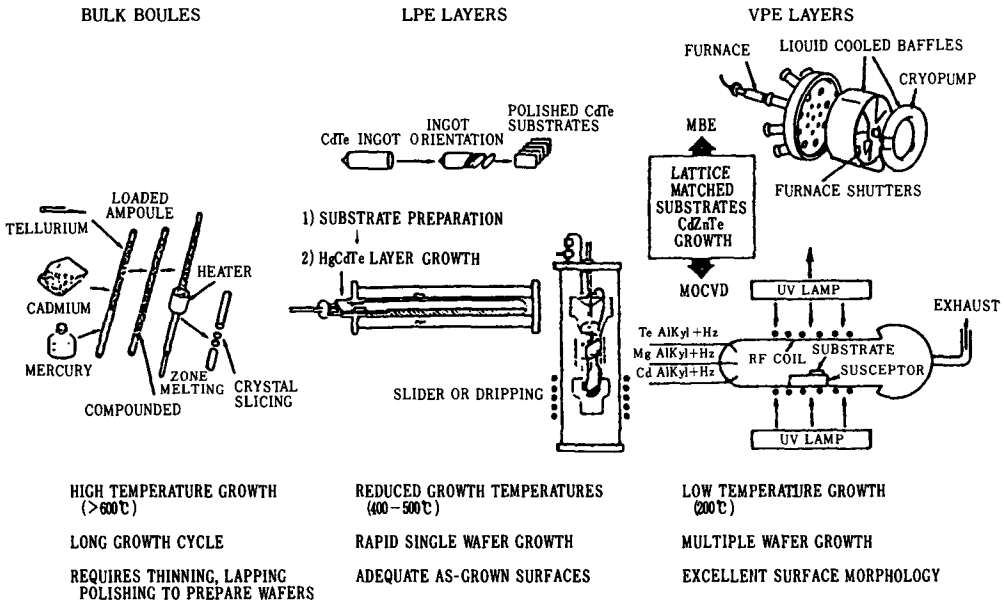 BULK BOULES
TELLURIUM
LOADED
AMPOULE
CADMIUM
HEATER
MERCURY
ZONE
MELTING
CRYSTAL
SLICING
COMPOUNDED
HIGH TEMPERATURE GROWTH
(>600℃)
LONG GROWTH CYCLE
REQUIRES THINNING, LAPPING
POLISHING TO PREPARE WAFERS
LPE LAYERS
CdTe INGOT
INGOT
ORIENTATION
POLISHED CdTe
SUBSTRATES
1) SUBSTRATE PREPARATION
2) HgCdTe LAYER GROWTH
SLIDER OR DRIPPING
REDUCED GROWTH TEMPERATURES
(400-500℃)
RAPID SINGLE WAFER GROWTH
ADEQUATE AS-GROWN SURFACES
VPE LAYERS
FURNACE
LIQUID COOLED BAFFLES
CRYOPUMP
FURNACE SHUTTERS
MBE
LATTICE
MATCHED
SUBSTRATES
CdZnTe
GROWTH
MOCVD
UV LAMP
EXHAUST
Te AlKyl+Hz
Mg AlKyl+Hz
Cd AlKyl+Hz
RF COIL
SUBSTRATE
SUSCEPTOR
UV LAMP
LOW TEMPERATURE GROWTH
(200℃)
MULTIPLE WAFER GROWTH
EXCELLENT SURFACE MORPHOLOGY